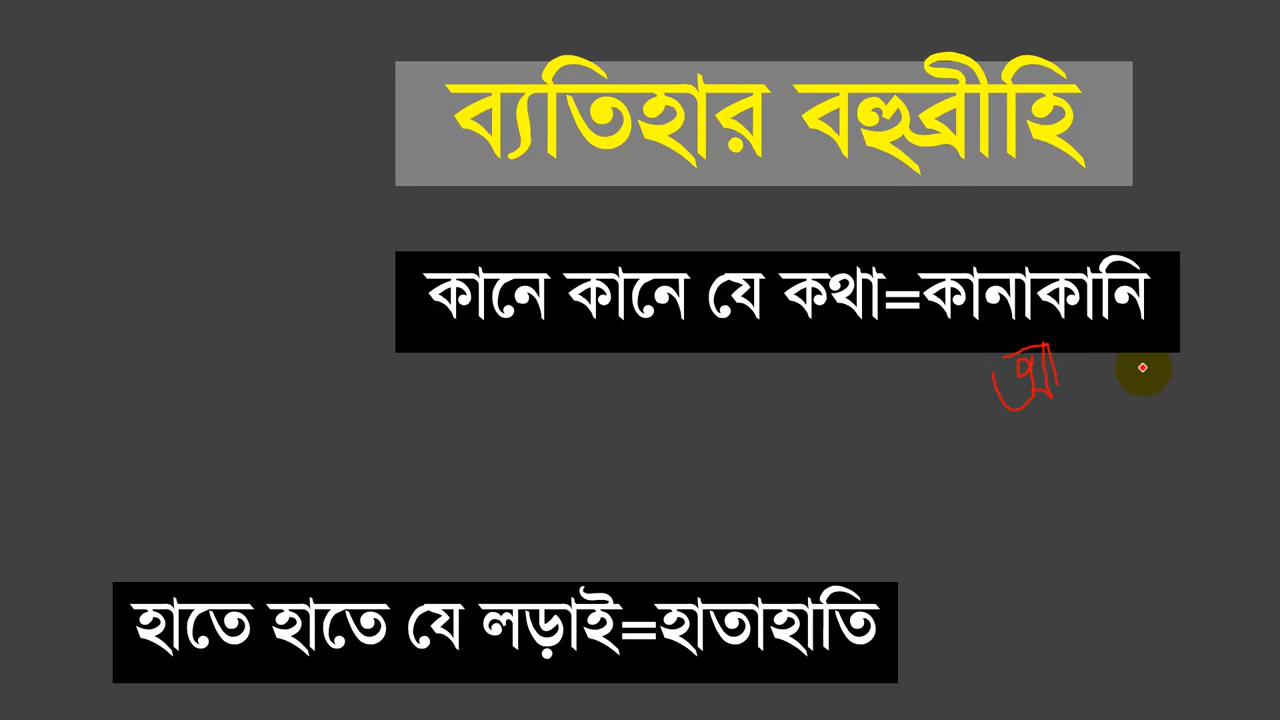 ব্যতিহার বহুব্রীহি
কানে কানে যে কথা=কানাকানি
আ
হাতে হাতে যে লড়াই=হাতাহাতি